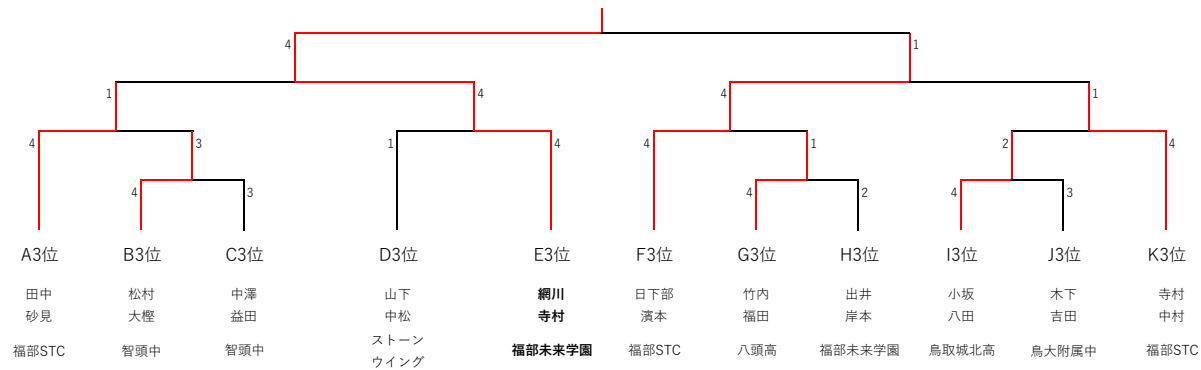 4
1
1
4
4
1
4
3
1
4
4
1
2
4
4
3
4
2
4
3
A3位
B3位
C3位
D3位
E3位
F3位
G3位
H3位
I3位
J3位
K3位
田中
松村
中澤
山下
網川
日下部
竹内
出井
小坂
木下
寺村
砂見
大樫
益田
中松
寺村
濱本
福田
岸本
八田
吉田
中村
福部STC
智頭中
智頭中
ストーン
ウイング
福部未来学園
福部STC
八頭高
福部未来学園
鳥取城北高
鳥大附属中
福部STC